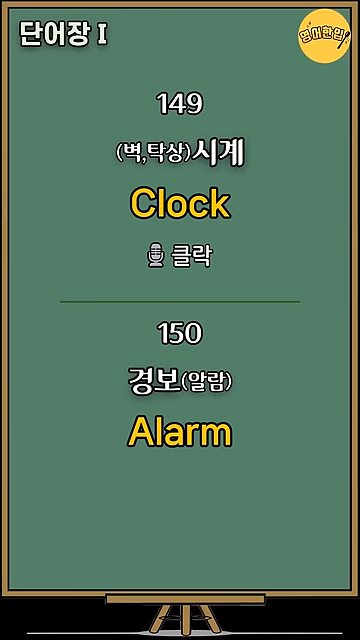 단어장 I
영어한입
149
(벽,탁상)시계
Clock
클락
150
경보(알람)
Alarm